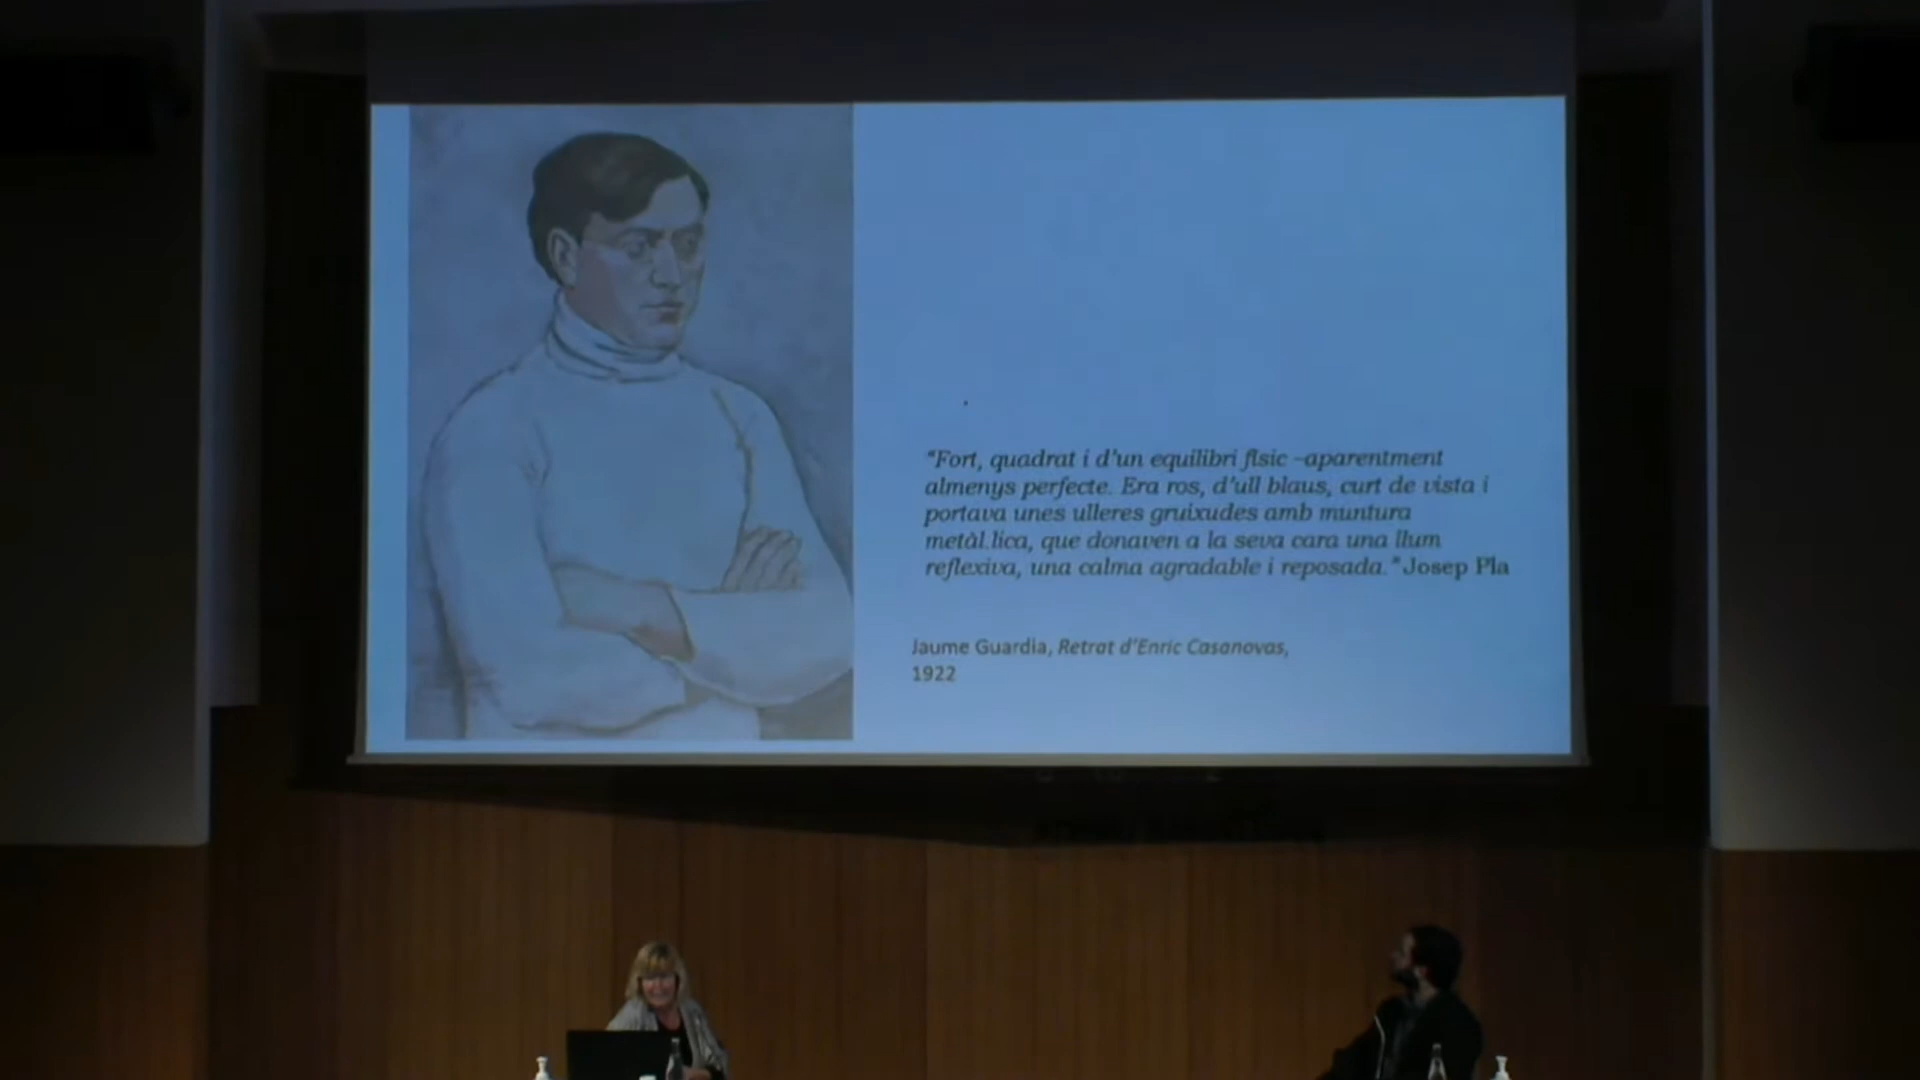 “Fort, quadrat i d’un equilibri físic –aparentment
almenys perfecte. Era ros, d’ull blaus, curt de vista i
portava unes ulleres gruixudes amb muntura
metàl.lica, que donaven a la seva cara una llum
reflexiva, una calma agradable i reposada.” Josep Pla
Jaume Guardia, Retrat d’Enric Casanovas,
1922